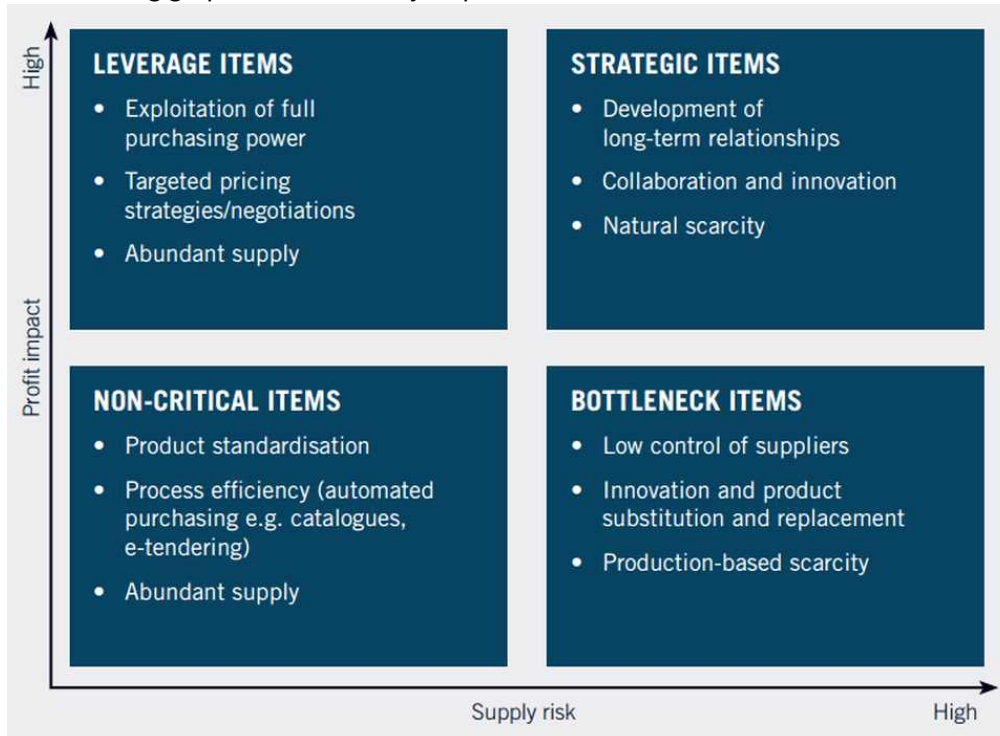 High
Profit impact
LEVERAGE ITEMS
• Exploitation of full
purchasing power
• Targeted pricing
strategies/negotiations
• Abundant supply
STRATEGIC ITEMS
• Development of
long-term relationships
• Collaboration and innovation
• Natural scarcity
NON-CRITICAL ITEMS
• Product standardisation
• Process efficiency (automated
purchasing e.g. catalogues,
e-tendering)
• Abundant supply
BOTTLENECK ITEMS
• Low control of suppliers
• Innovation and product
substitution and replacement
• Production-based scarcity
Supply risk
High